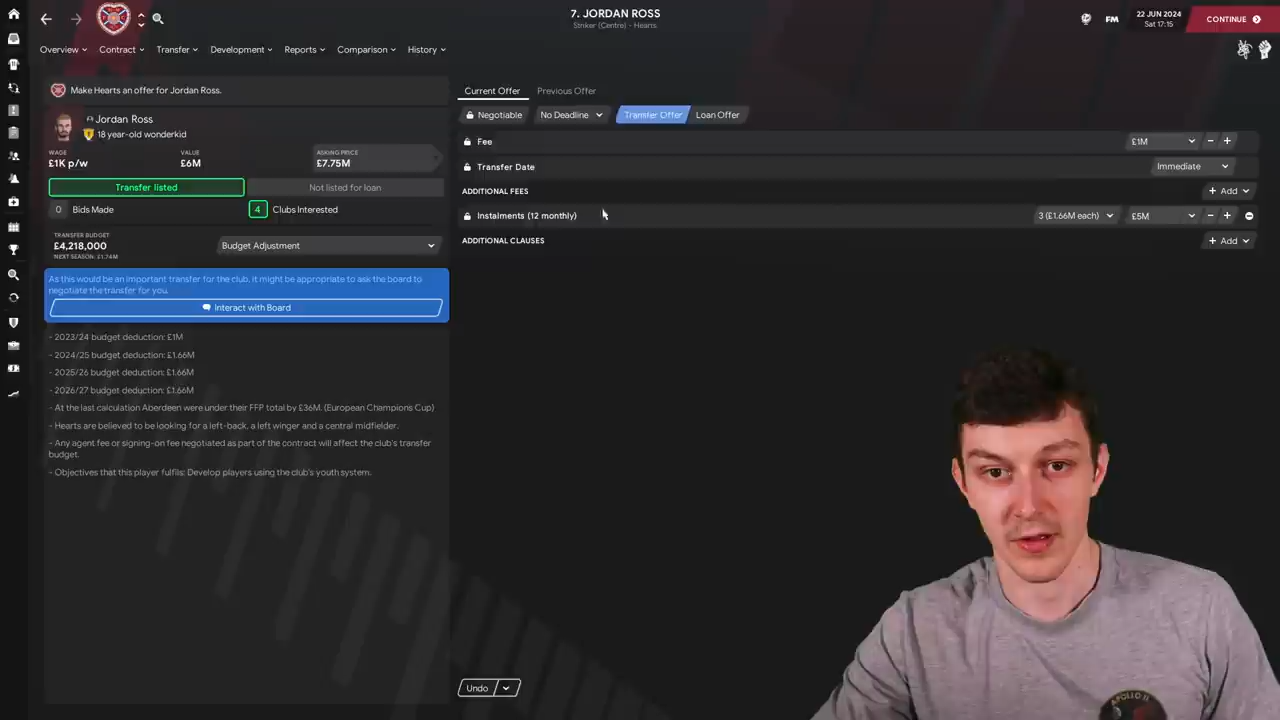 7. JORDAN ROSS
Striker (Centre) - Hearts
FM
22 JUN 2024
Sat 17:15
CONTINUE
Overview
Contract
Transfer
Development
Reports
Comparison
History
Make Hearts an offer for Jordan Ross.
Jordan Ross
18 year-old wonderkid
WAGE
£1K p/w
VALUE
£6M
ASKING PRICE
£7.75M
Transfer listed
Not listed for loan
0 Bids Made
4 Clubs Interested
TRANSFER BUDGET
£4,218,000
NEXT SEASON: £1.74M
Budget Adjustment
As this would be an important transfer for the club, it might be appropriate to ask the board to
negotiate the transfer for you.
Interact with Board
- 2023/24 budget deduction: £1M
- 2024/25 budget deduction: £1.66M
- 2025/26 budget deduction: £1.66M
- 2026/27 budget deduction: £1.66M
- At the last calculation Aberdeen were under their FFP total by £36M. (European Champions Cup)
- Hearts are believed to be looking for a left-back, a left winger and a central midfielder.
- Any agent fee or signing-on fee negotiated as part of the contract will affect the club's transfer
budget.
- Objectives that this player fulfils: Develop players using the club's youth system.
Current Offer
Previous Offer
Negotiable
No Deadline
Transfer Offer
Loan Offer
Fee
£1M
Transfer Date
Immediate
ADDITIONAL FEES
+ Add
Instalments (12 monthly)
3 (£1.66M each)
£5M
ADDITIONAL CLAUSES
+ Add
Undo
APOLLO 11